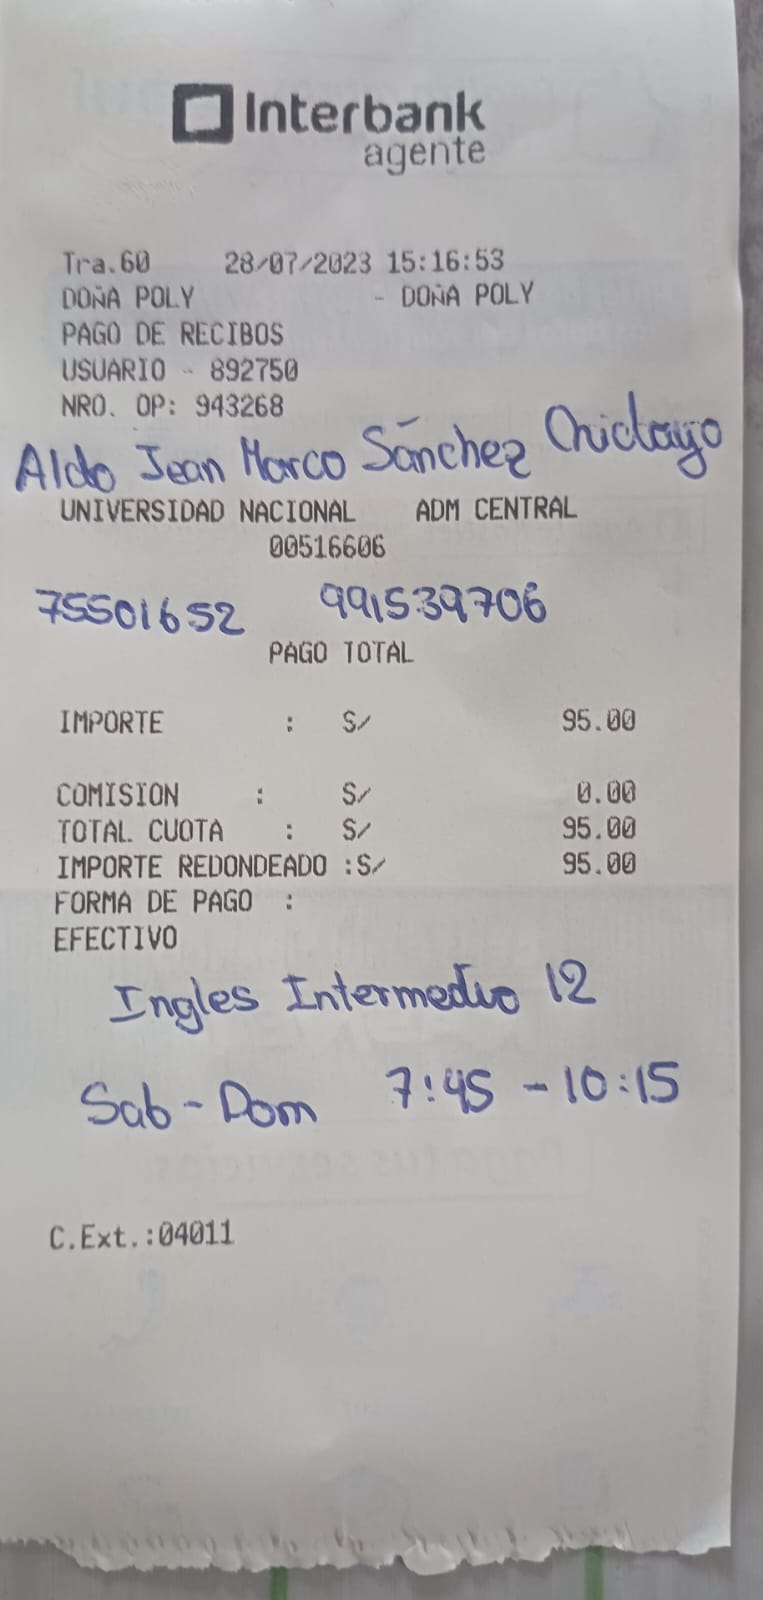 Interbank
agente
Tra.60 28/07/2023 15:16:53
DOÑA POLY - DOÑA POLY
PAGO DE RECIBOS
USUARIO - 892750
NRO. OP: 943268
Aldo Jean Marco Sánchez Chiclayo
UNIVERSIDAD NACIONAL ADM CENTRAL
00516606
75501652 991539706
PAGO TOTAL
IMPORTE : S/ 95.00
COMISION : S/ 0.00
TOTAL CUOTA : S/ 95.00
IMPORTE REDONDEADO :S/ 95.00
FORMA DE PAGO :
EFECTIVO
Ingles Intermedio 12
Sab - Dom 7:45 - 10:15
C.Ext.:04011